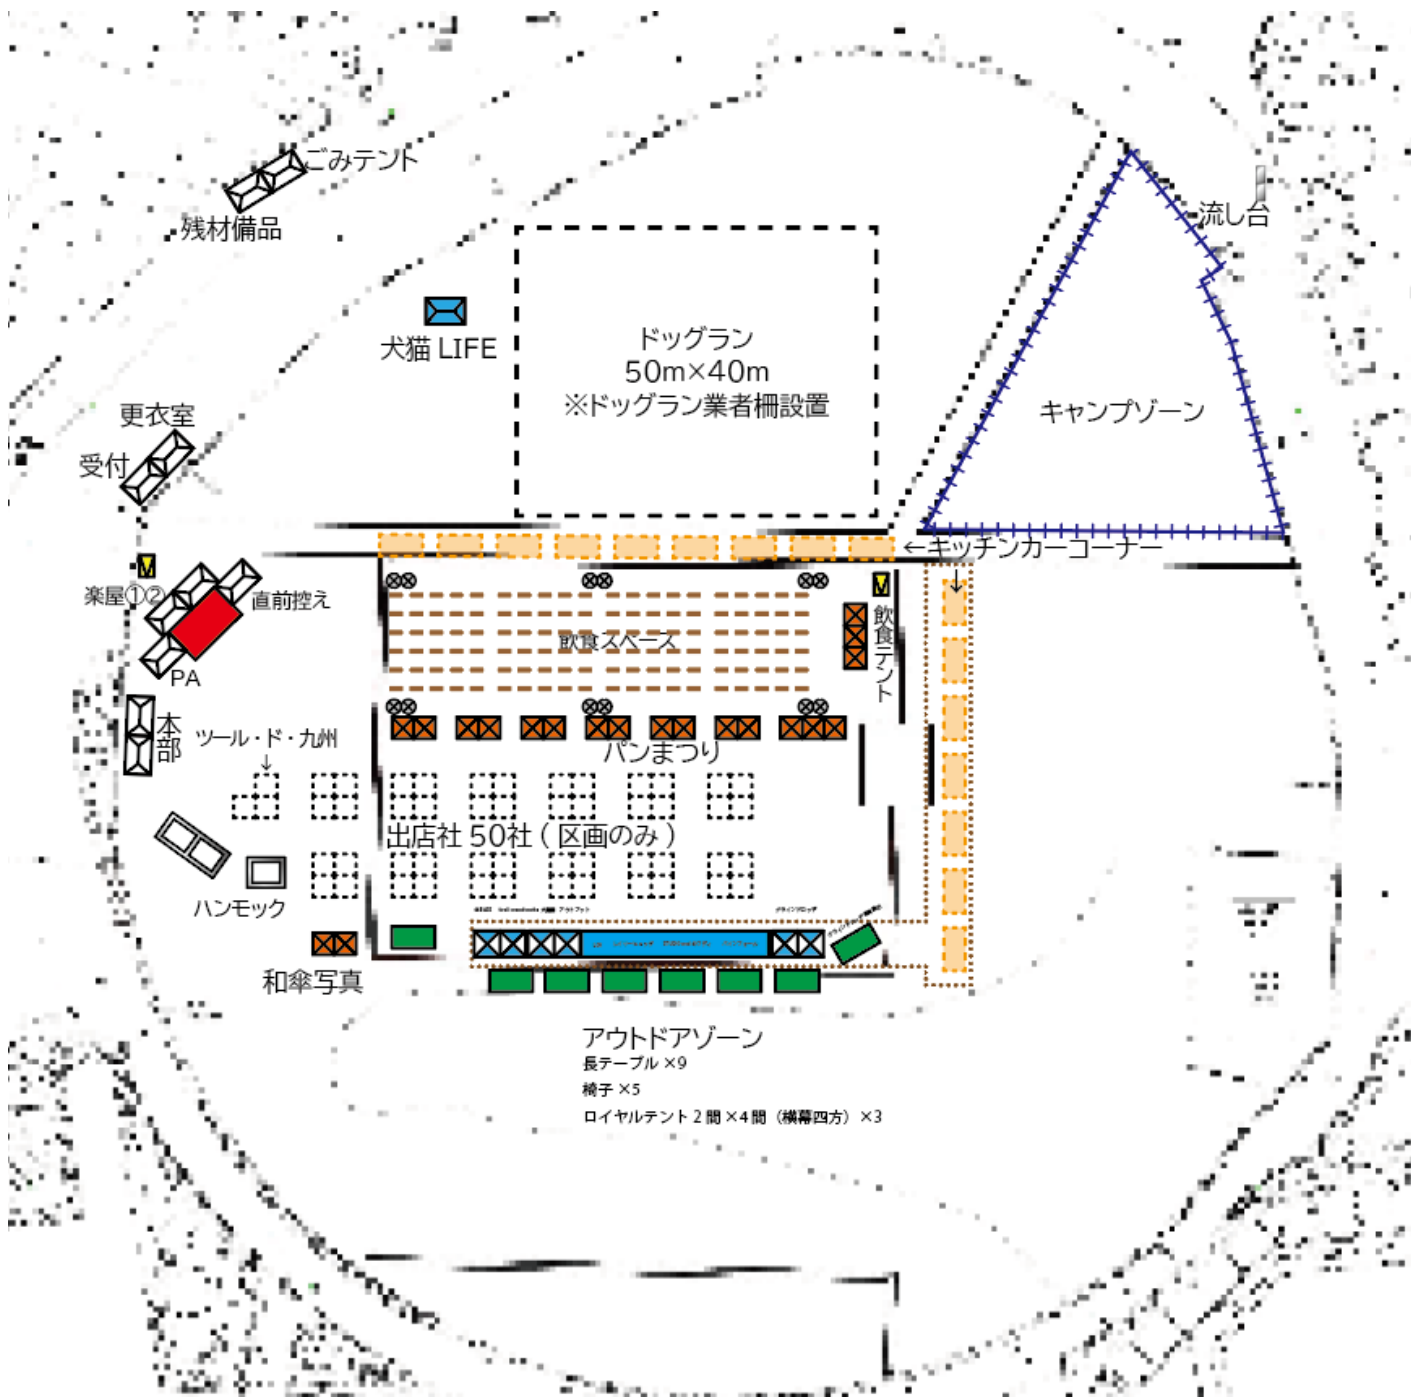 ごみテント
残材備品
流し台
犬猫 LIFE
ドッグラン
50m×40m
※ドッグラン業者柵設置
キャンプゾーン
更衣室
受付
←キッチンカーコーナー
↓
楽屋①②
直前控え
PA
飲食スペース
飲食テント
本部
ツール・ド・九州
↓
パンまつり
出店社 50社 ( 区画のみ )
ハンモック
和傘写真
アウトドアゾーン
長テーブル ×9
椅子 ×5
ロイヤルテント 2 間 ×4 間（横幕四方）×3